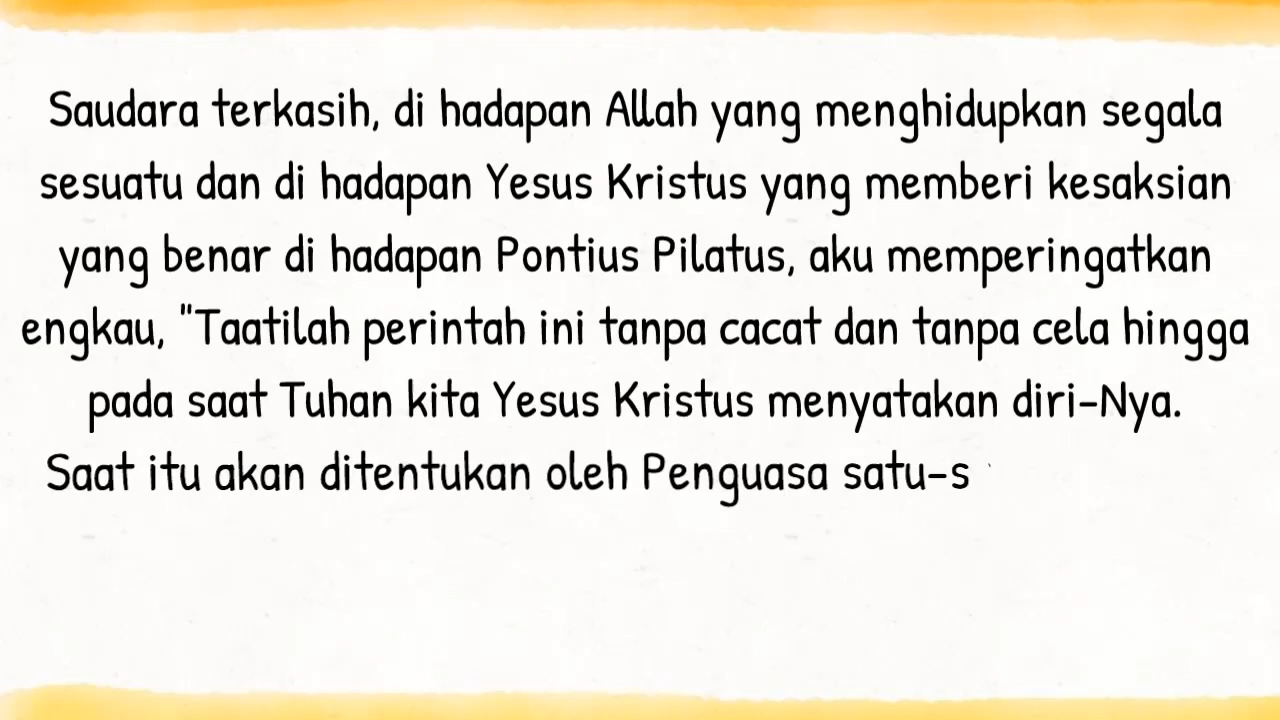 Saudara terkasih, di hadapan Allah yang menghidupkan segala
sesuatu dan di hadapan Yesus Kristus yang memberi kesaksian
yang benar di hadapan Pontius Pilatus, aku memperingatkan
engkau, "Taatilah perintah ini tanpa cacat dan tanpa cela hingga
pada saat Tuhan kita Yesus Kristus menyatakan diri-Nya.
Saat itu akan ditentukan oleh Penguasa satu-s